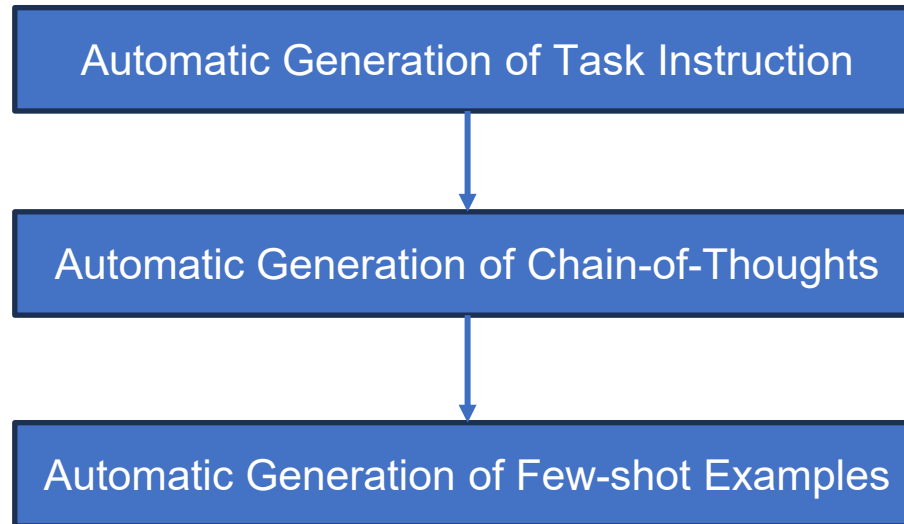 Automatic Generation of Task Instruction
Automatic Generation of Chain-of-Thoughts
Automatic Generation of Few-shot Examples